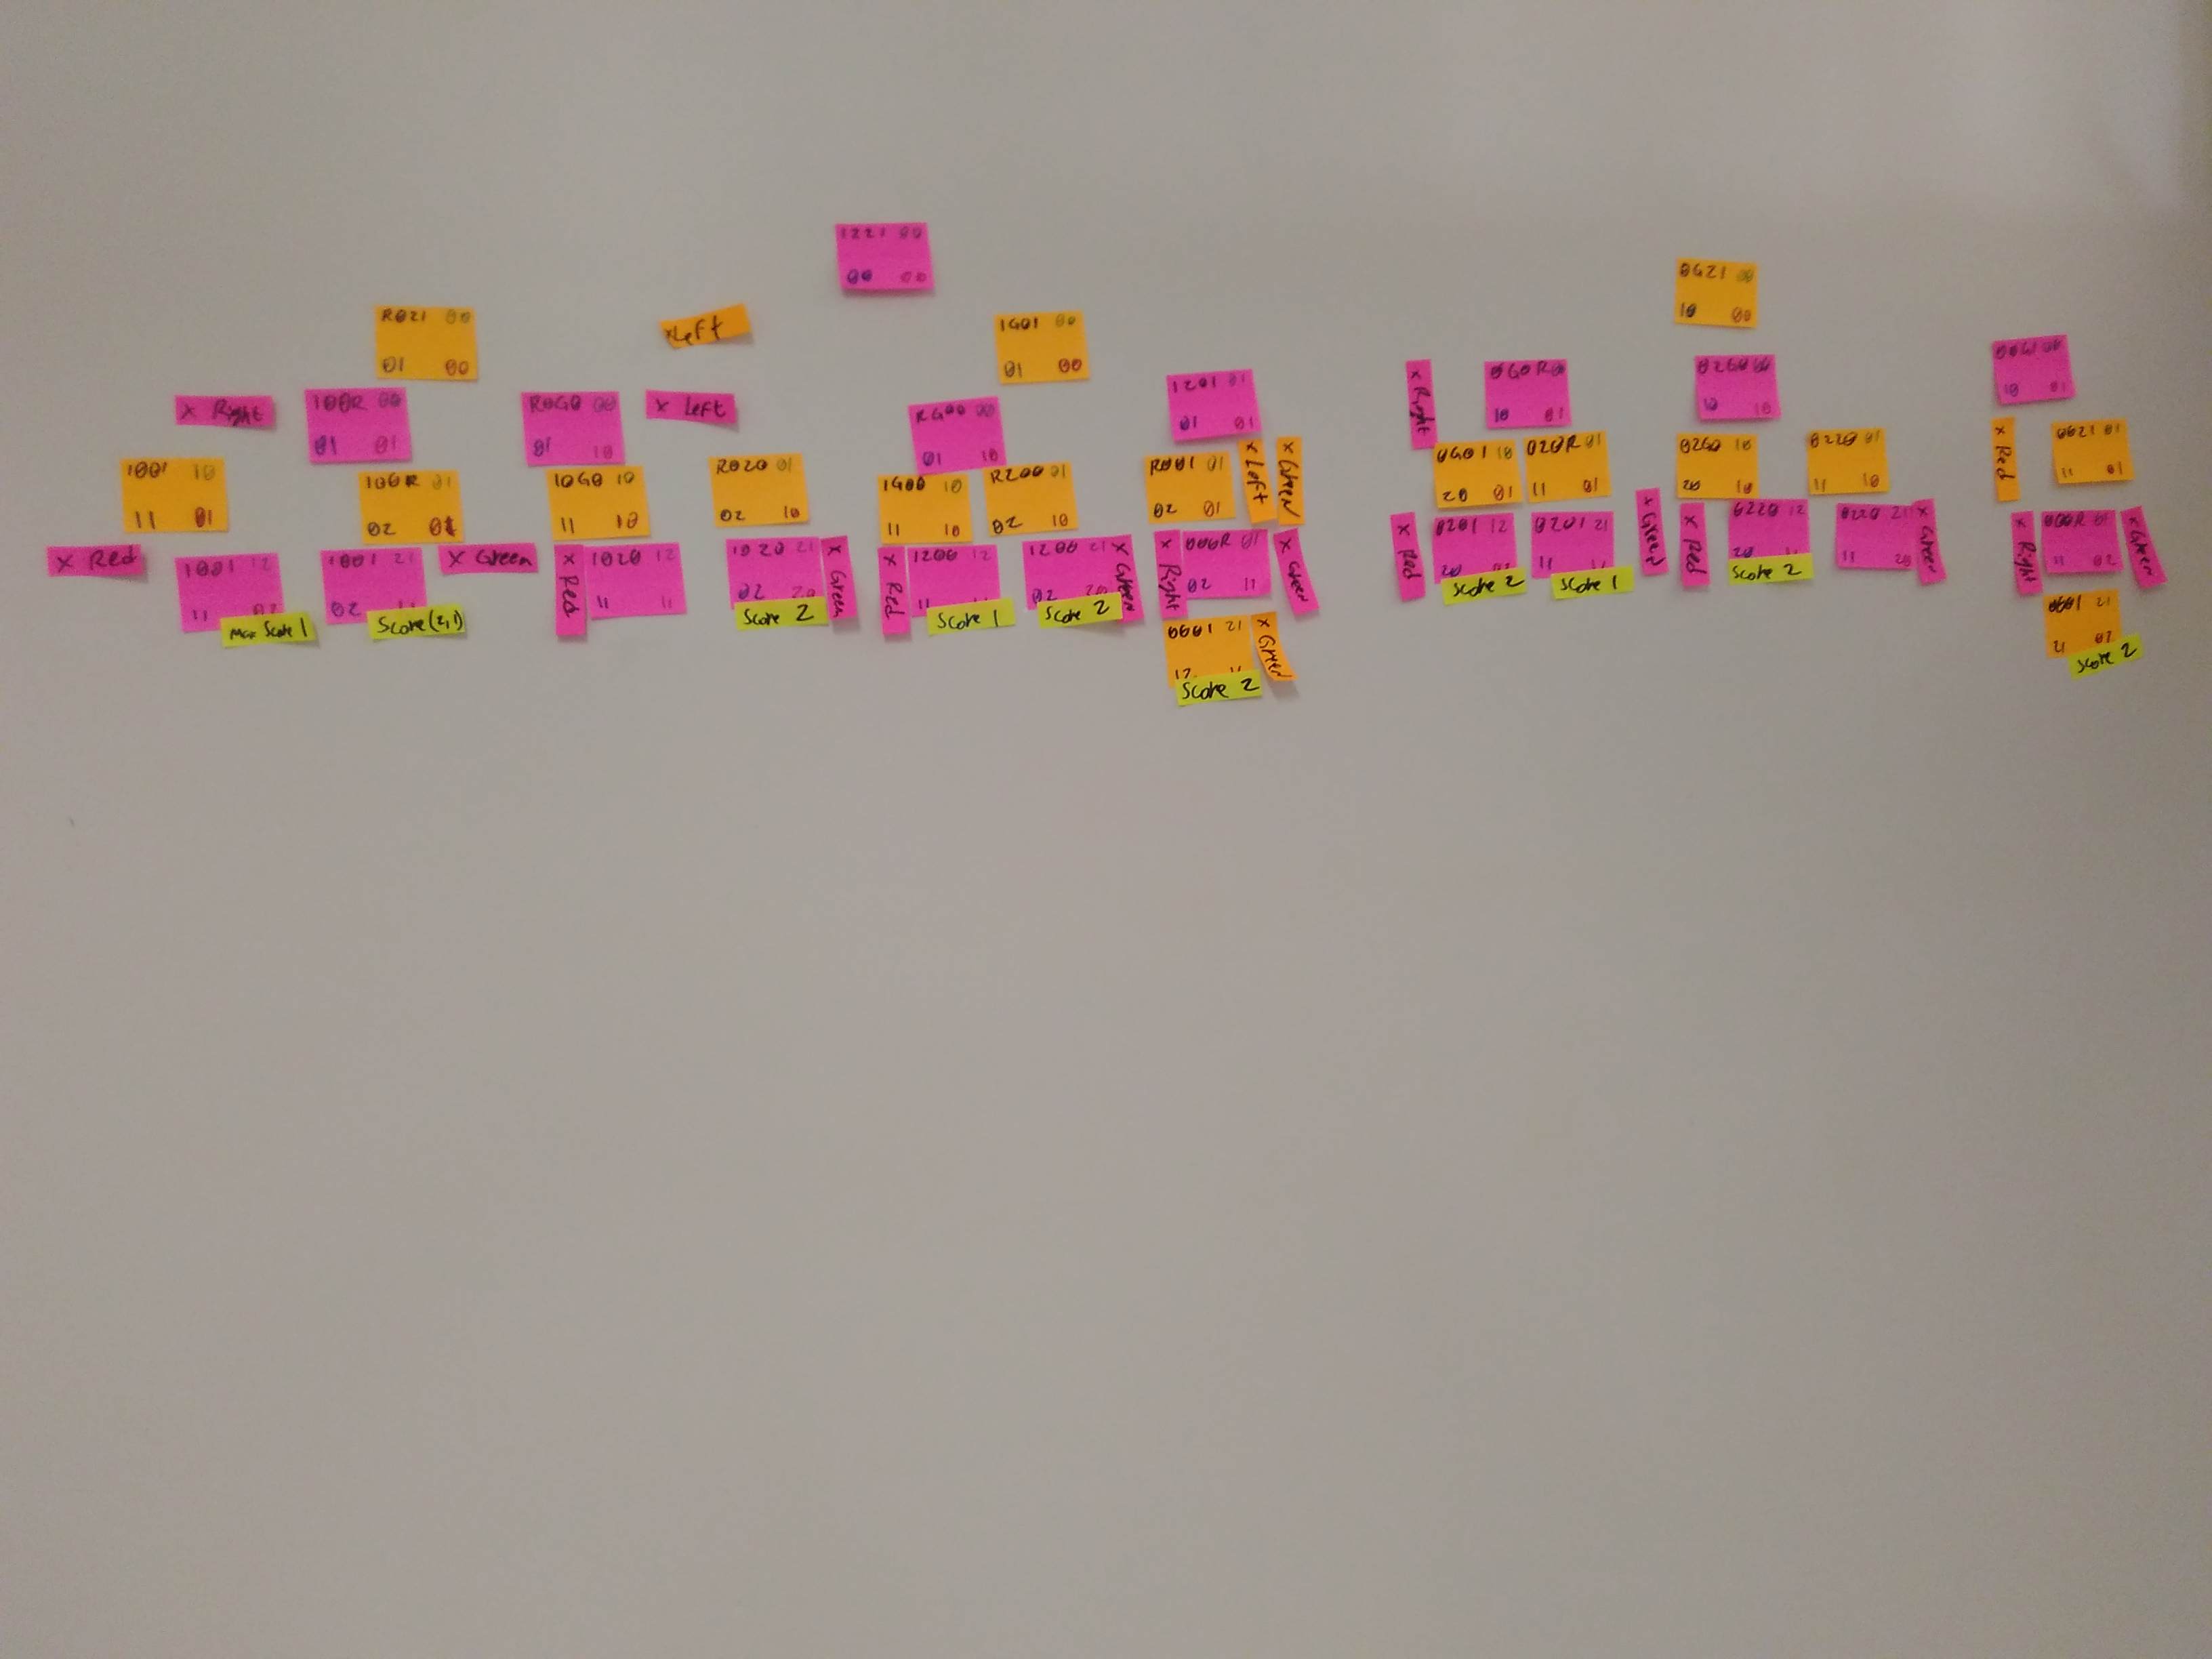 1221 00
00 00
R021 00
01 00
xLeft
1G01 00
01 00
0G21 00
10 00
x Right
100R 00
01 01
R0G0 00
01 10
x Left
RG00 00
01 10
1201 01
01 01
x Right
0G0R 00
10 01
0260 00
10 10
10 01
1001 10
11 01
100R 01
02 01
10G0 10
11 10
R020 01
02 10
1G00 10
11 10
R200 01
02 10
R001 01
02 01
x Left
x Green
0G01 10
20 01
020R 01
11 01
02G0 10
20 10
0220 01
11 10
x Red
0021 01
11 01
x Red
1001 12
11 02
Max Score 1
1001 21
02
Score (2,1)
x Green
x Red
1020 12
11 11
1020 21
02 20
Score 2
x Green
x Red
1200 12
11
Score 1
1200 21
02 20
Score 2
x Green
x Right
000R 01
02 11
x Green
x Red
0201 12
20
Score 2
0201 21
11
Score 1
x Green
x Red
0220 12
20
Score 2
0220 21
11 20
x Green
x Right
000R 01
11 02
x Green
0001 21
12
Score 2
x Green
0001 21
21 02
Score 2